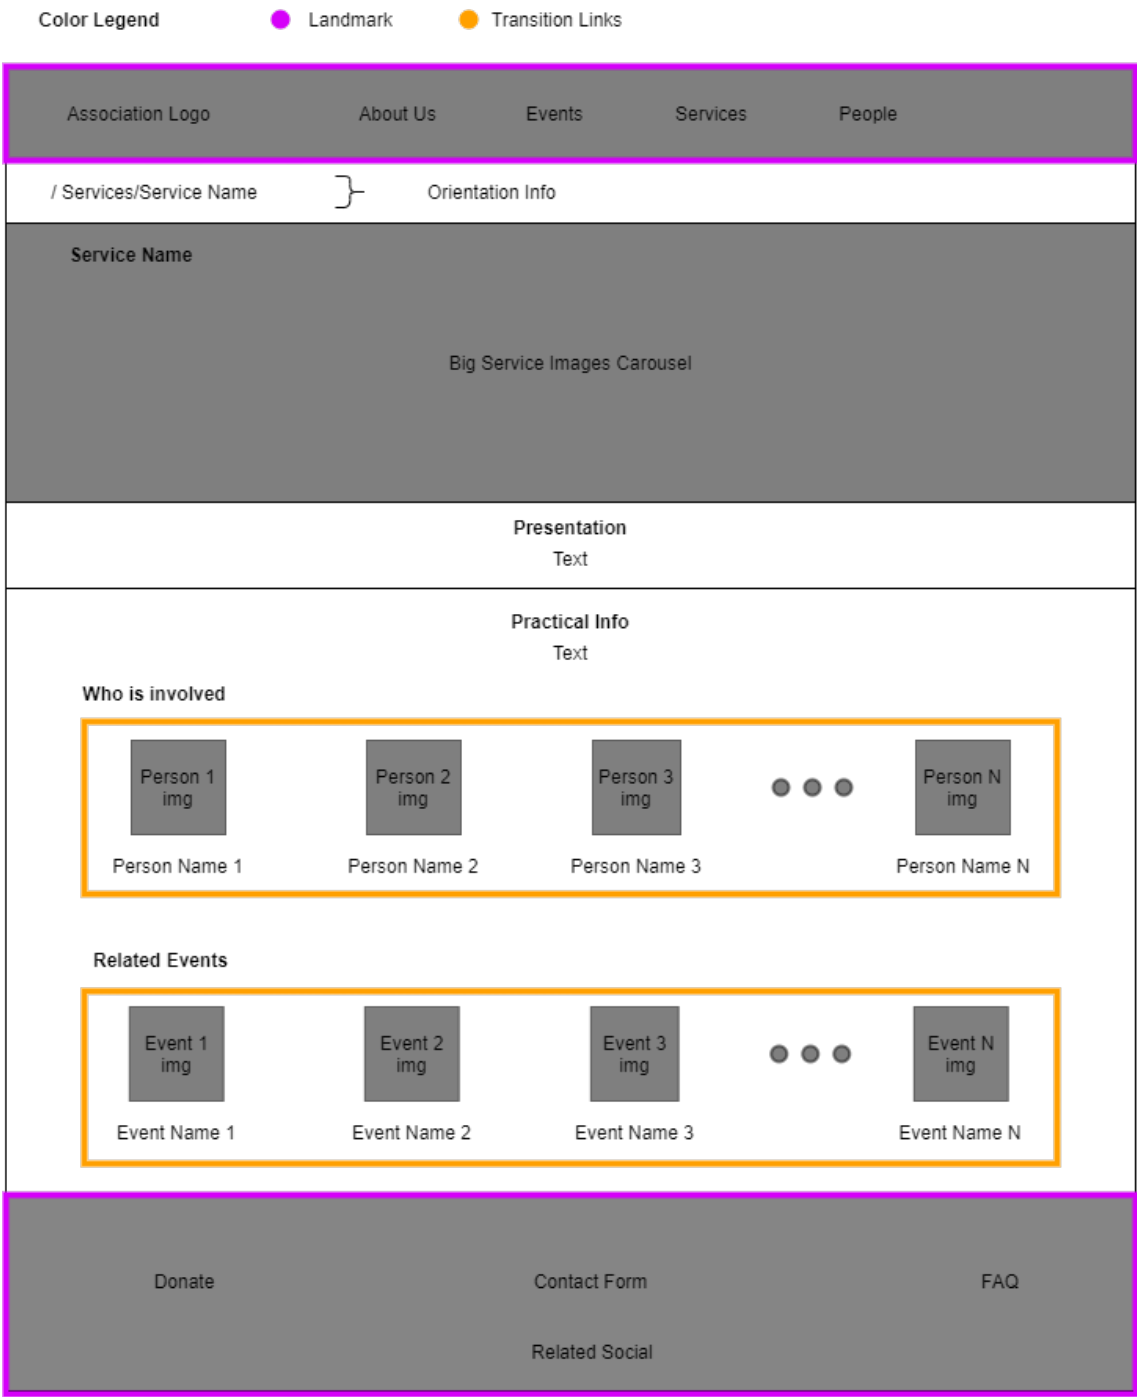 Color Legend Landmark Transition Links
Association Logo About Us Events Services People
/ Services/Service Name Orientation Info
Service Name
Big Service Images Carousel
Presentation
Text
Practical Info
Text
Who is involved
Person 1 img Person 2 img Person 3 img Person N img
Person Name 1 Person Name 2 Person Name 3 Person Name N
Related Events
Event 1 img Event 2 img Event 3 img Event N img
Event Name 1 Event Name 2 Event Name 3 Event Name N
Donate Contact Form FAQ
Related Social